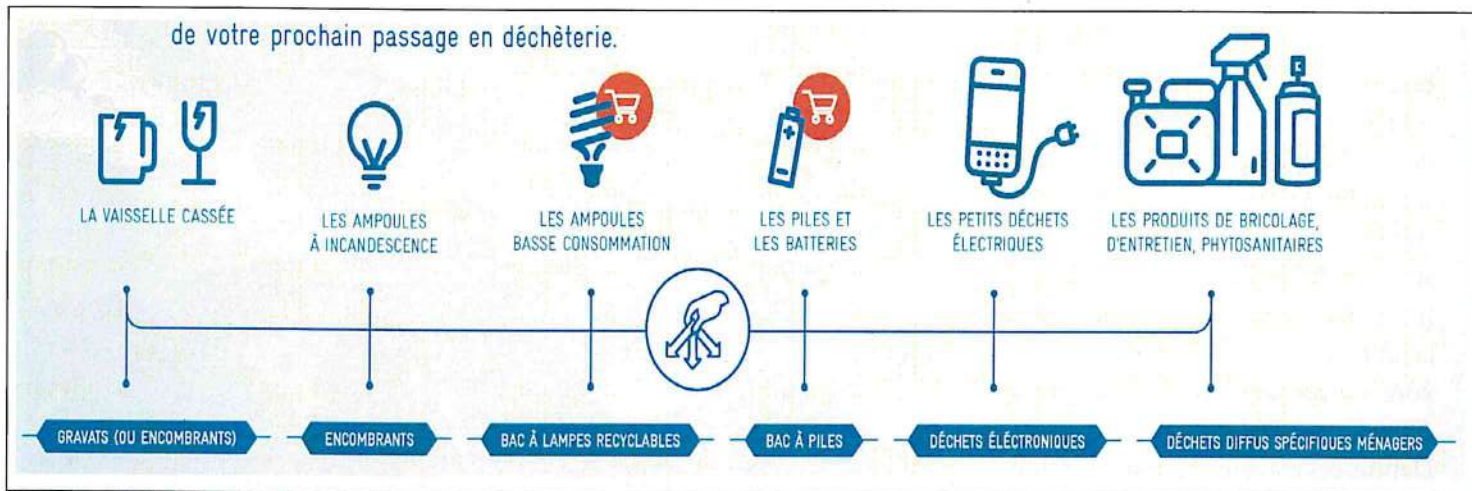 de votre prochain passage en déchèterie.
LA VAISSELLE CASSÉE
LES AMPOULES
À INCANDESCENCE
LES AMPOULES
BASSE CONSOMMATION
LES PILES ET
LES BATTERIES
LES PETITS DÉCHETS
ÉLECTRIQUES
LES PRODUITS DE BRICOLAGE,
D'ENTRETIEN, PHYTOSANITAIRES
GRAVATS (OU ENCOMBRANTS)
ENCOMBRANTS
BAC À LAMPES RECYCLABLES
BAC À PILES
DÉCHETS ÉLÉCTRONIQUES
DÉCHETS DIFFUS SPÉCIFIQUES MÉNAGERS